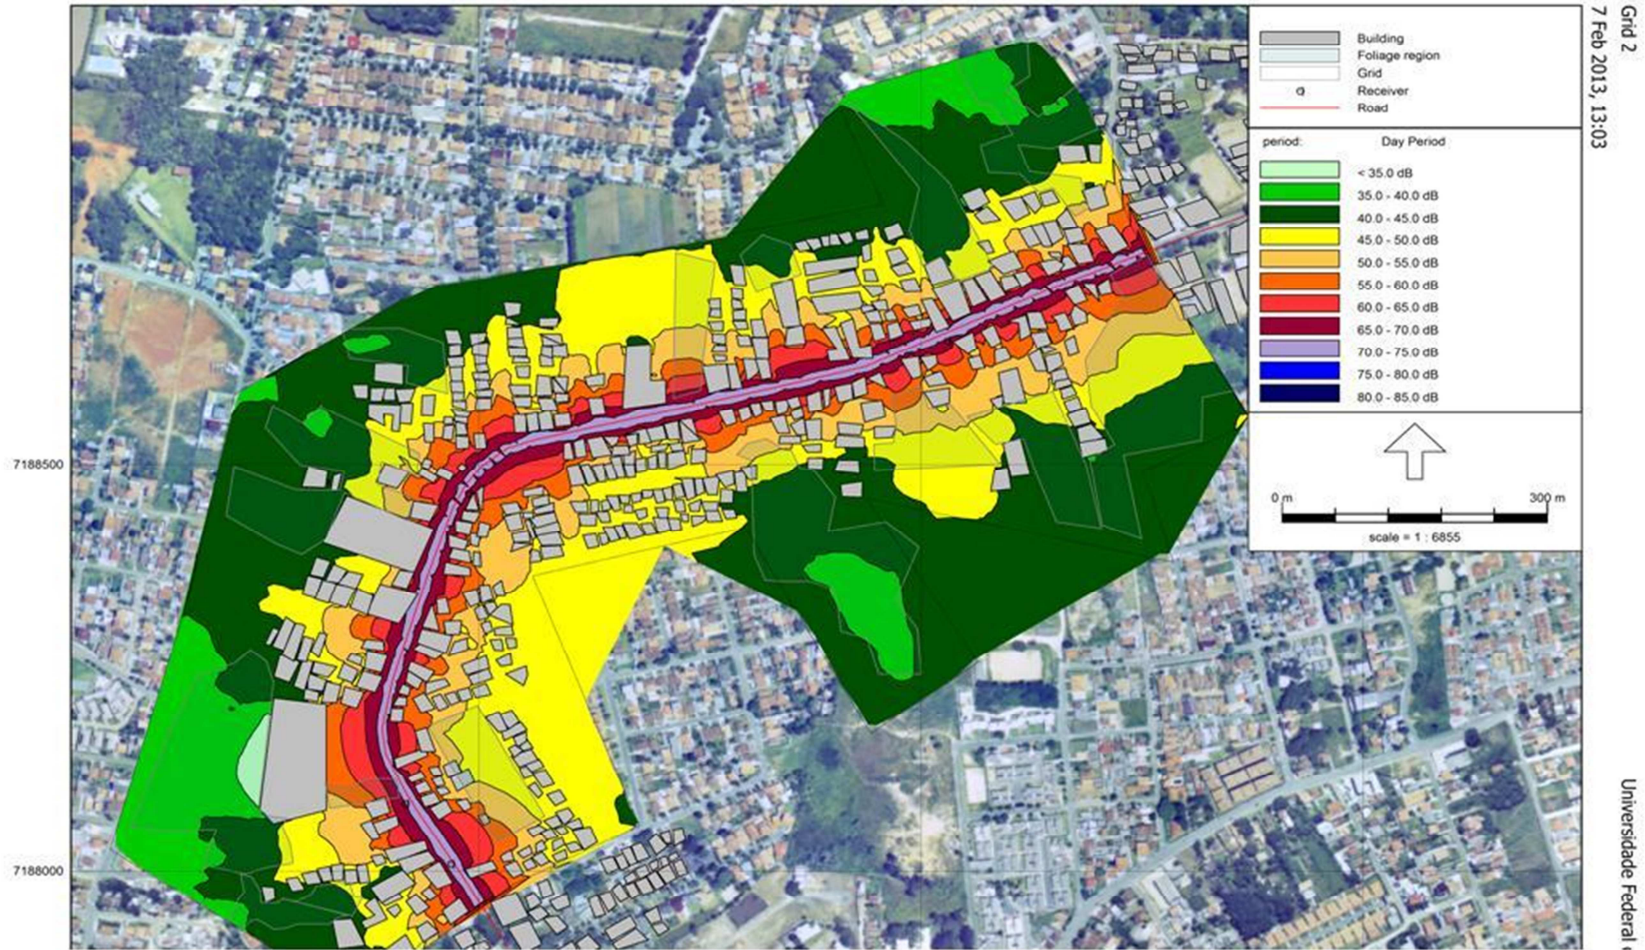 Building
Foliage region
Grid
Receiver
Road
period: Day Period
< 35.0 dB
35.0 - 40.0 dB
40.0 - 45.0 dB
45.0 - 50.0 dB
50.0 - 55.0 dB
55.0 - 60.0 dB
60.0 - 65.0 dB
65.0 - 70.0 dB
70.0 - 75.0 dB
75.0 - 80.0 dB
80.0 - 85.0 dB
0 m 300 m
scale = 1 : 6855
7188500
7188000
Grid 2
7 Feb 2013, 13:03
Universidade Federal